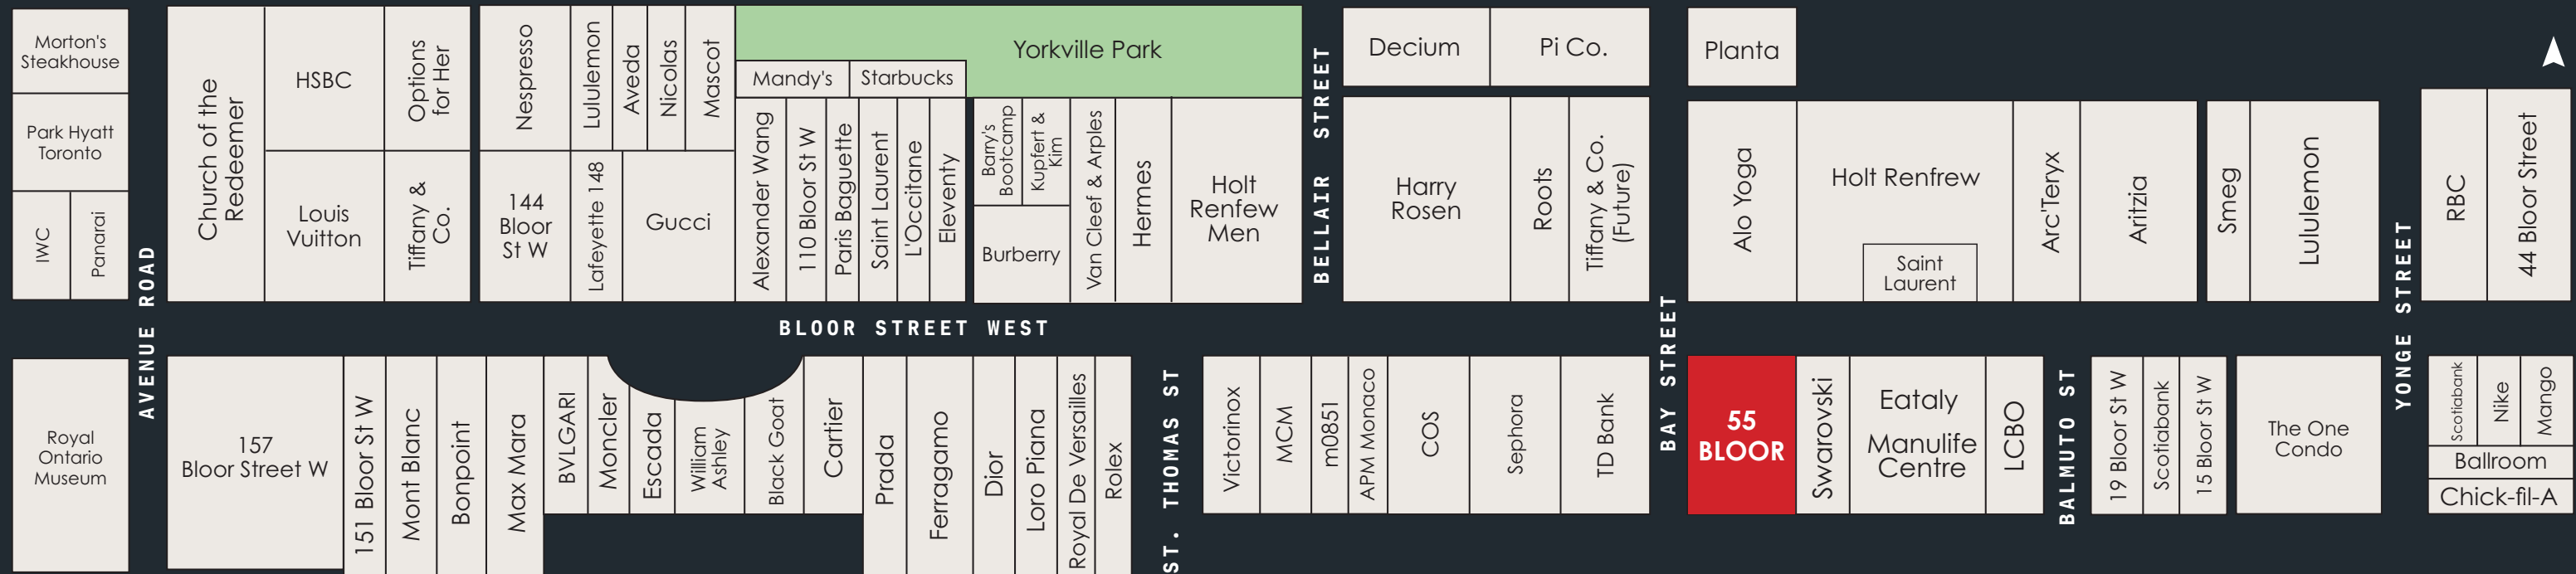 Morton's
Steakhouse
Park Hyatt
Toronto
IWC
Panarai
Church of the
Redeemer
HSBC
Louis
Vuitton
Options
for Her
Tiffany &
Co.
Nespresso
Lululemon
Aveda
Nicolas
Mascot
144
Bloor
St W
Lafeyette 148
Gucci
Yorkville Park
Mandy's
Starbucks
Alexander Wang
110 Bloor St W
Paris Baguette
Saint Laurent
L'Occitane
Eleventy
Barry's
Bootcamp
Kupfert &
Kim
Burberry
Van Cleef & Arples
Hermes
Holt
Renfew
Men
BELLAIR STREET
Decium
Pi Co.
Harry
Rosen
Roots
Tiffany & Co.
(Future)
Planta
Alo Yoga
Holt Renfrew
Saint
Laurent
Arc'Teryx
Aritzia
Smeg
Lululemon
RBC
44 Bloor Street
AVENUE ROAD
BLOOR STREET WEST
BAY STREET
YONGE STREET
Royal
Ontario
Museum
157
Bloor Street W
151 Bloor St W
Mont Blanc
Bonpoint
Max Mara
BVLGARI
Moncler
Escada
William
Ashley
Black Goat
Cartier
Prada
Ferragamo
Dior
Loro Piana
Royal De Versailles
Rolex
ST. THOMAS ST
Victorinox
MCM
m0851
APM Monaco
COS
Sephora
TD Bank
55
BLOOR
Swarovski
Eataly
Manulife
Centre
LCBO
BALMUTO ST
19 Bloor St W
Scotiabank
15 Bloor St W
The One
Condo
Scotiabank
Nike
Mango
Ballroom
Chick-fil-A